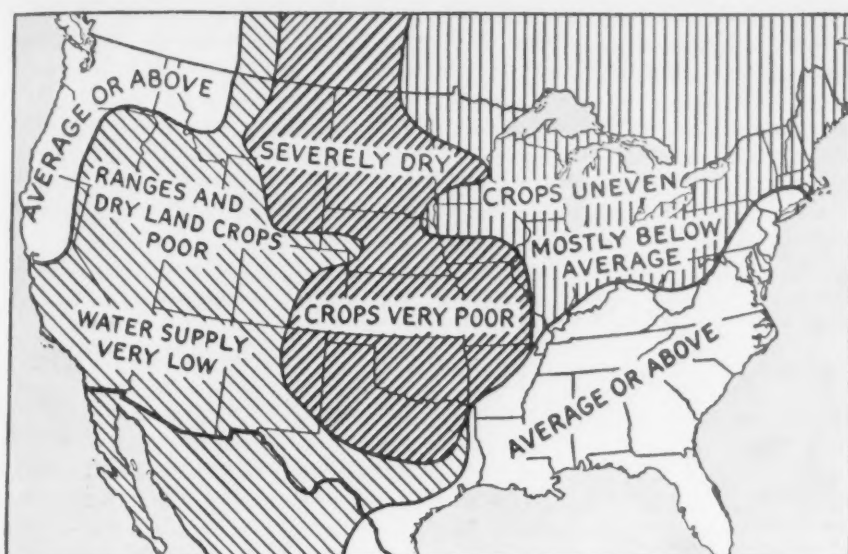 AVERAGE OR ABOVE
SEVERELY DRY
RANGES AND
DRY LAND CROPS
POOR
CROPS UNEVEN
MOSTLY BELOW
AVERAGE
WATER SUPPLY
VERY LOW
CROPS VERY POOR
AVERAGE OR ABOVE